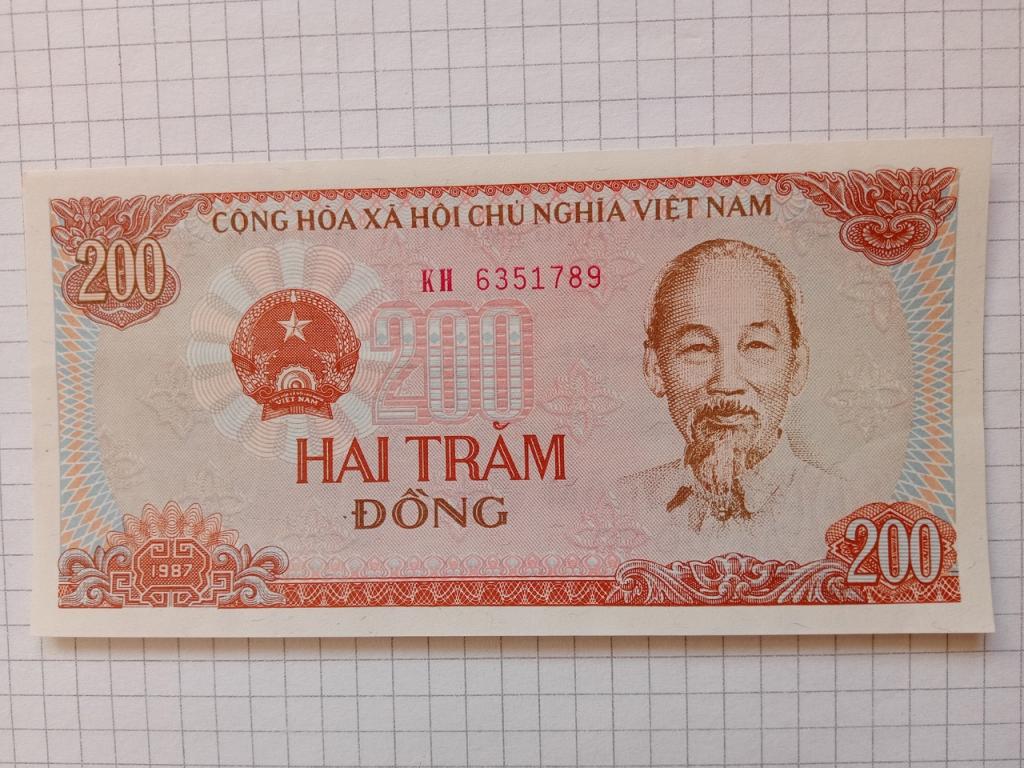 CỘNG HÒA XÃ HỘI CHỦ NGHĨA VIỆT NAM
200
KH 6351789
200
VIỆT NAM
HAI TRĂM
ĐỒNG
1987
200